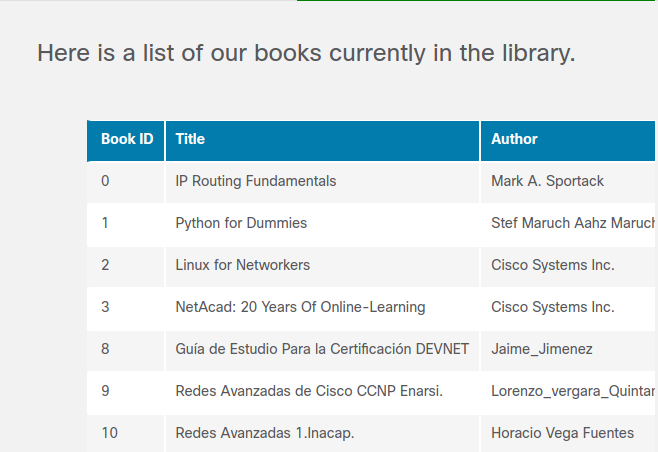 Here is a list of our books currently in the library.
Book ID Title Author
0 IP Routing Fundamentals Mark A. Sportack
1 Python for Dummies Stef Maruch Aahz Maruch
2 Linux for Networkers Cisco Systems Inc.
3 NetAcad: 20 Years Of Online-Learning Cisco Systems Inc.
8 Guía de Estudio Para la Certificación DEVNET Jaime_Jimenez
9 Redes Avanzadas de Cisco CCNP Enarsi.
10 Redes Avanzadas 1.Inacap. Horacio Vega Fuentes